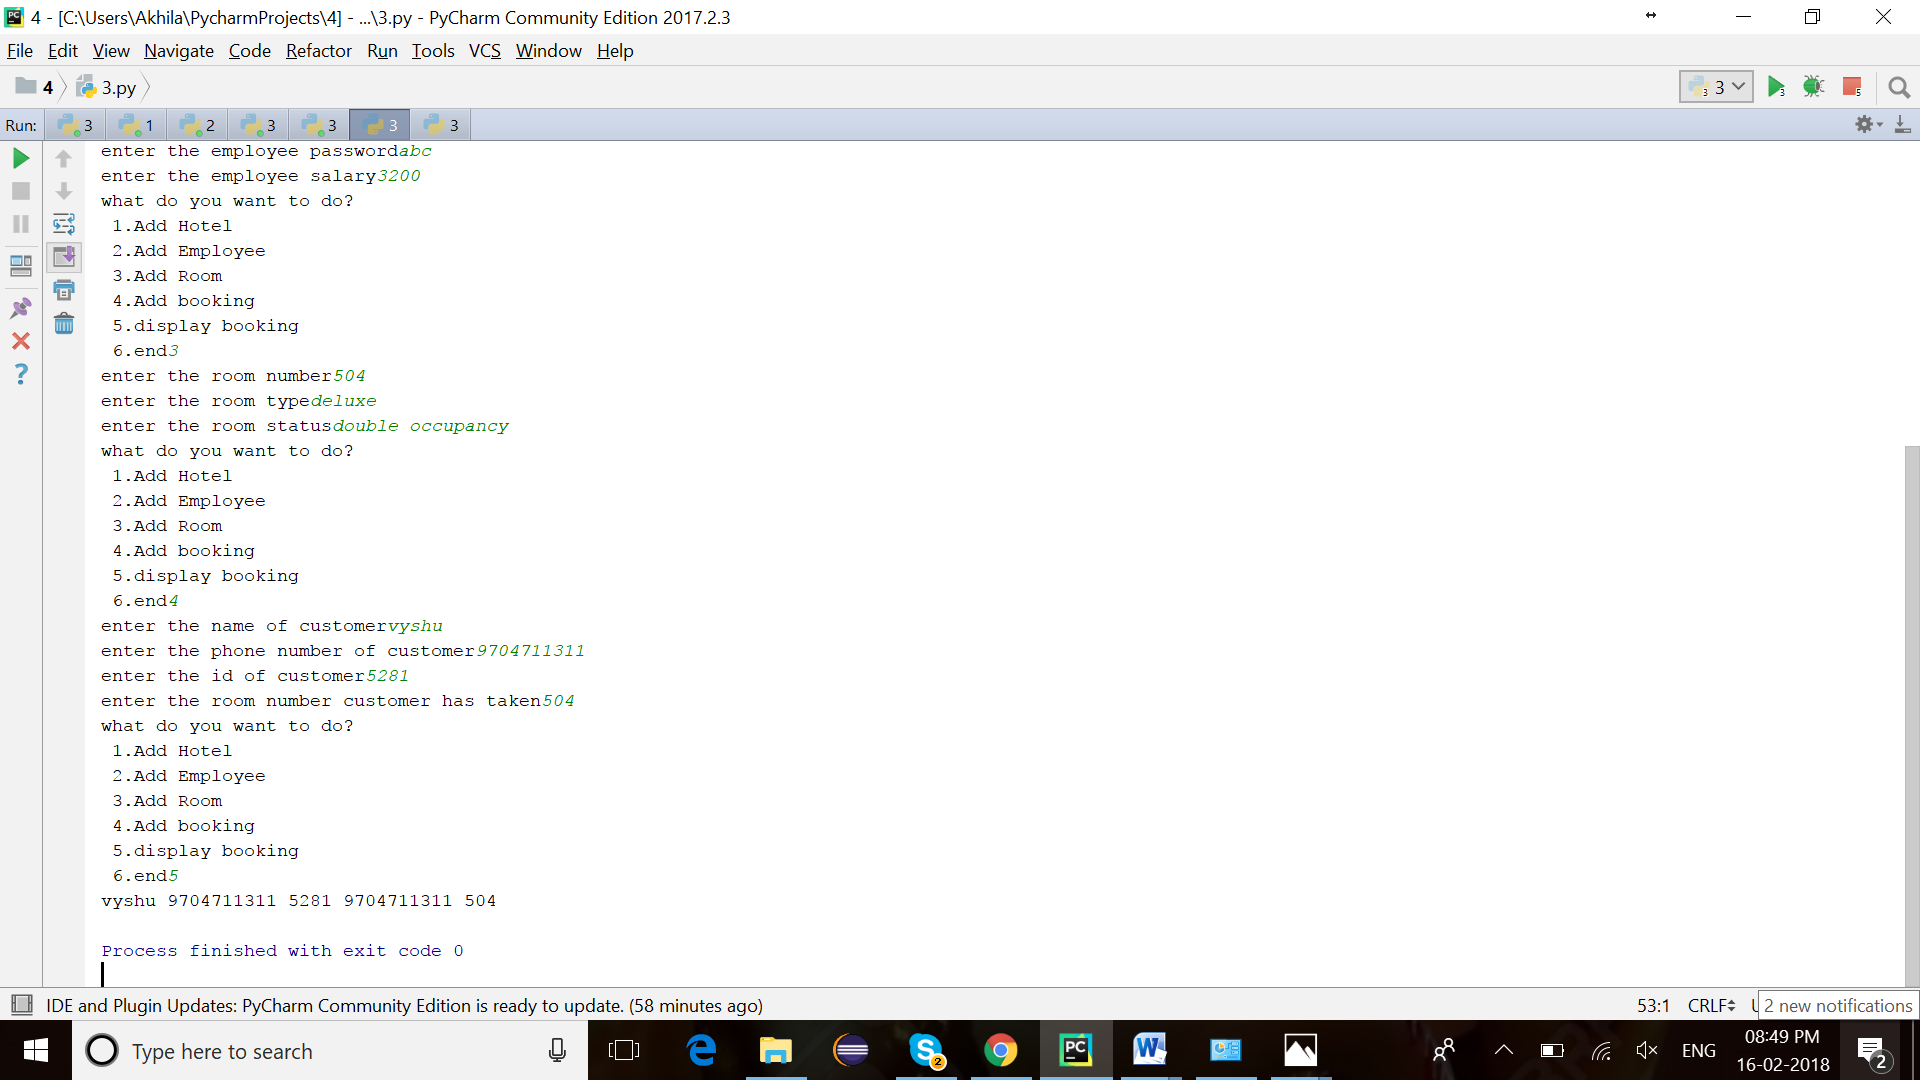 4 - [C:\Users\Akhila\PycharmProjects\4] - ...\3.py - PyCharm Community Edition 2017.2.3
File Edit View Navigate Code Refactor Run Tools VCS Window Help
4 3.py 3
Run: 3 1 2 3 3 3 3
enter the employee passwordabc
enter the employee salary3200
what do you want to do?
1.Add Hotel
2.Add Employee
3.Add Room
4.Add booking
5.display booking
6.end3
enter the room number504
enter the room typedeluxe
enter the room statusdouble occupancy
what do you want to do?
1.Add Hotel
2.Add Employee
3.Add Room
4.Add booking
5.display booking
6.end4
enter the name of customervyshu
enter the phone number of customer9704711311
enter the id of customer5281
enter the room number customer has taken504
what do you want to do?
1.Add Hotel
2.Add Employee
3.Add Room
4.Add booking
5.display booking
6.end5
vyshu 9704711311 5281 9704711311 504
Process finished with exit code 0
IDE and Plugin Updates: PyCharm Community Edition is ready to update. (58 minutes ago) 53:1 CRLF 2 new notifications
Type here to search ENG 08:49 PM
16-02-2018 2